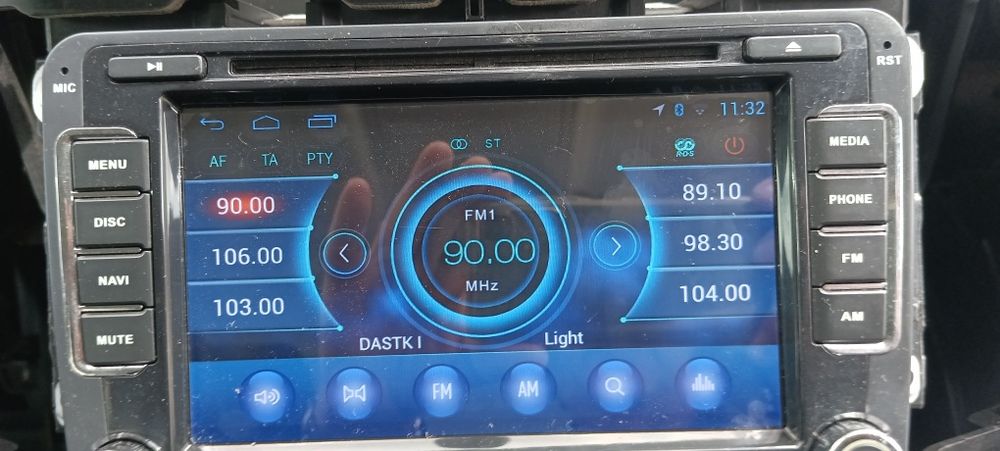 MIC
RST
MENU
DISC
NAVI
MUTE
11:32
AF TA PTY
ST
RDS
90.00
106.00
103.00
FM1
90.00
MHz
89.10
98.30
104.00
DASTK I
Light
FM
AM
MEDIA
PHONE
FM
AM